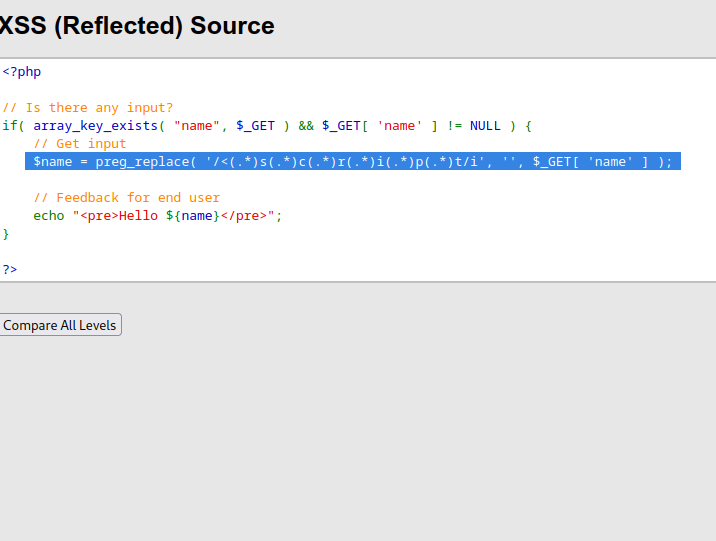 XSS (Reflected) Source
<?php
// Is there any input?
if( array_key_exists( "name", $_GET ) && $_GET[ 'name' ] != NULL ) {
// Get input
$name = preg_replace( '/<(.*)s(.*)c(.*)r(.*)i(.*)p(.*)t/i', '', $_GET[ 'name' ] );
// Feedback for end user
echo "<pre>Hello ${name}</pre>";
}
?>
Compare All Levels